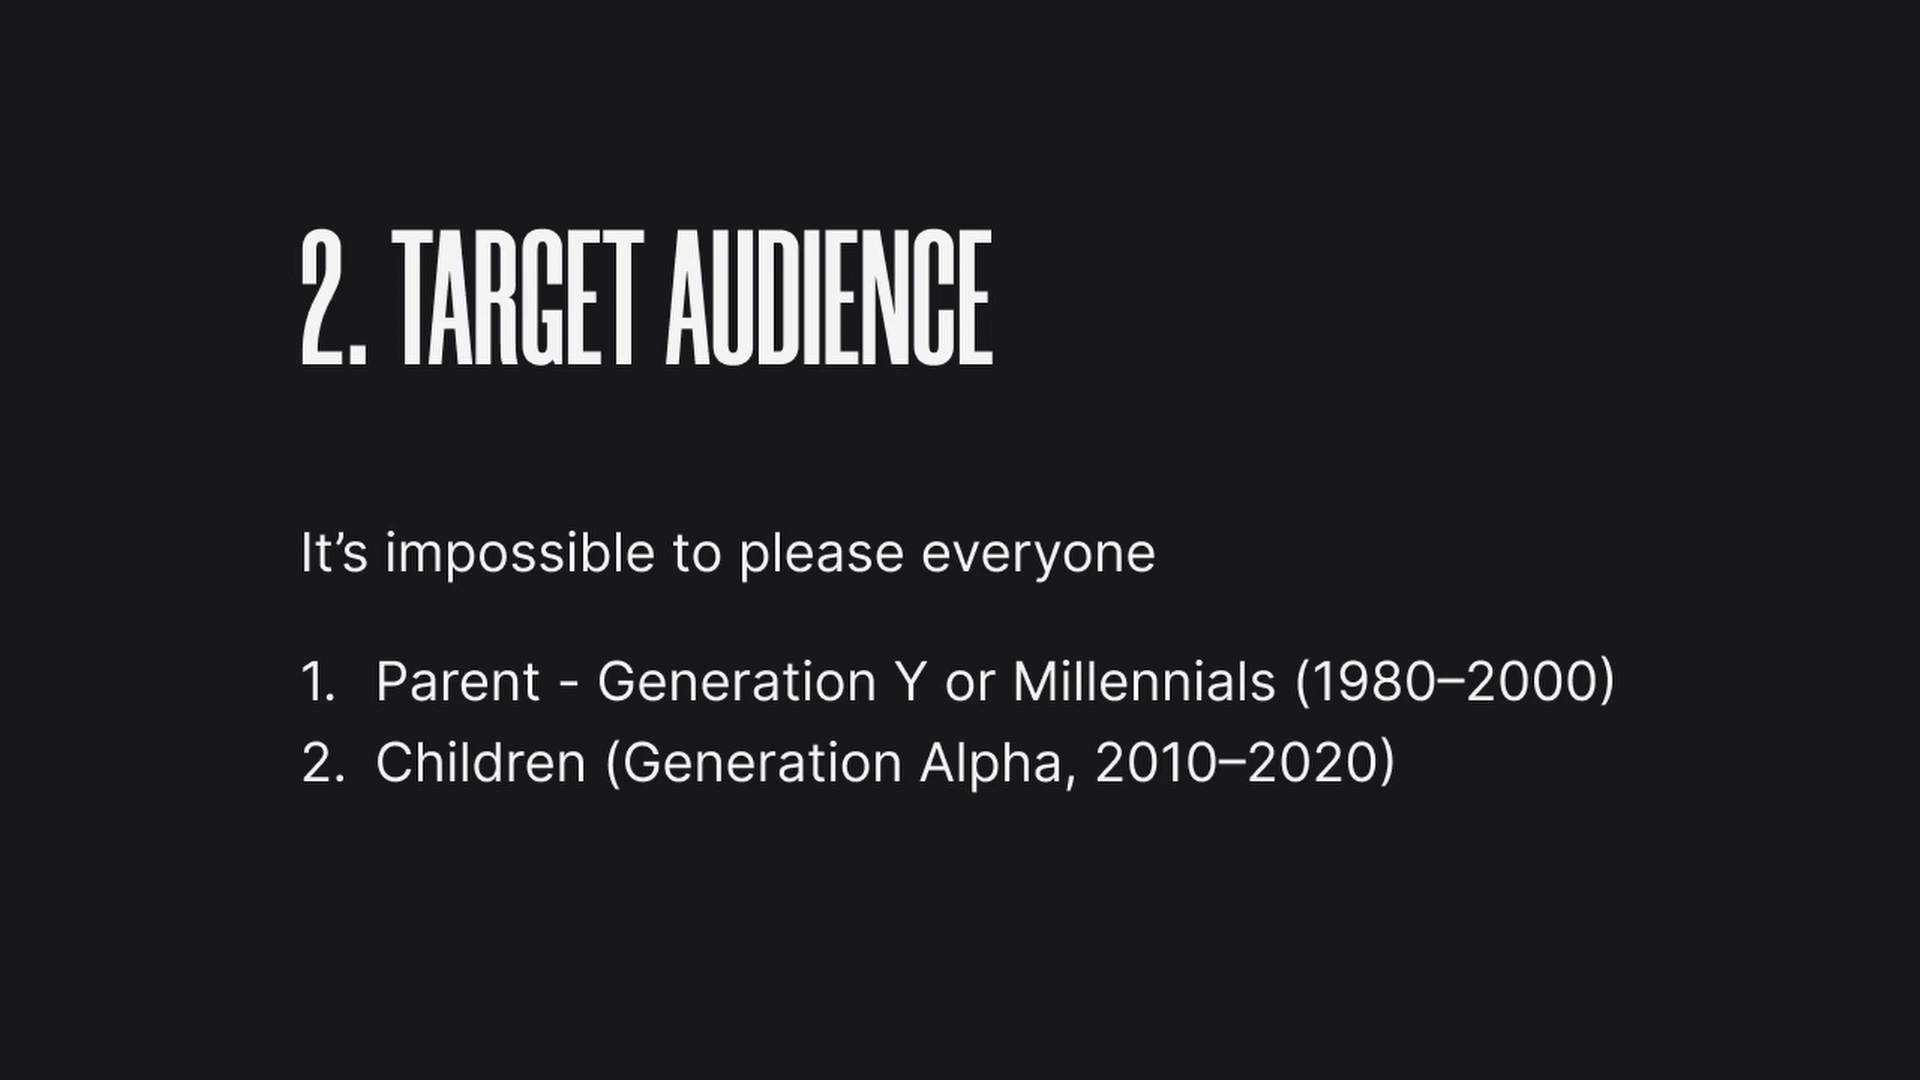 2. TARGET AUDIENCE
It’s impossible to please everyone
1. Parent - Generation Y or Millennials (1980–2000)
2. Children (Generation Alpha, 2010–2020)